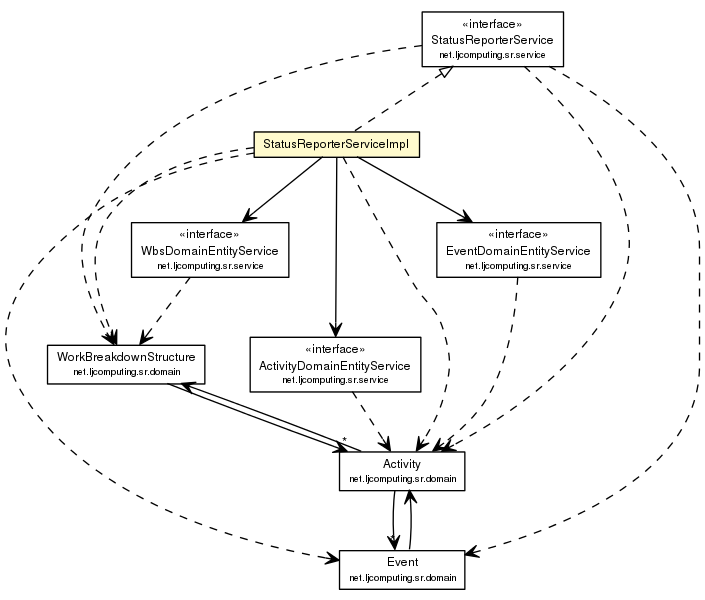 «interface»
StatusReporterService
net.ljcomputing.sr.service
StatusReporterServiceImpl
«interface»
WbsDomainEntityService
net.ljcomputing.sr.service
«interface»
EventDomainEntityService
net.ljcomputing.sr.service
WorkBreakdownStructure
net.ljcomputing.sr.domain
«interface»
ActivityDomainEntityService
net.ljcomputing.sr.service
*
Activity
net.ljcomputing.sr.domain
*
Event
net.ljcomputing.sr.domain